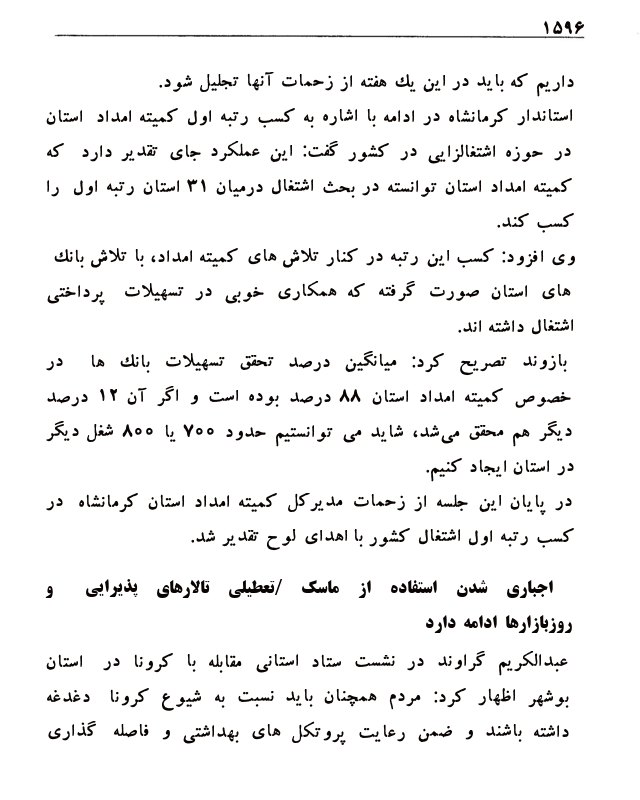 ۱۵۹۶
داریم که باید در این یك هفته از زحمات آنها تجلیل شود.
استاندار کرمانشاه در ادامه با اشاره به کسب رتبه اول کمیته امداد استان
در حوزه اشتغالزایی در کشور گفت: این عملکرد جای تقدیر دارد که
کمیته امداد استان توانسته در بحث اشتغال درمیان ۳۱ استان رتبه اول را
کسب کند.
وی افزود: کسب این رتبه در کنار تلاش های کمیته امداد، با تلاش بانك
های استان صورت گرفته که همکاری خوبی در تسهیلات پرداختی
اشتغال داشته اند.
بازوند تصریح کرد: میانگین درصد تحقق تسهیلات بانك ها در
خصوص کمیته امداد استان ۸۸ درصد بوده است و اگر آن ۱۲ درصد
دیگر هم محقق می‌شد، شاید می توانستیم حدود ۷۰۰ یا ۸۰۰ شغل دیگر
در استان ایجاد کنیم.
در پایان این جلسه از زحمات مدیرکل کمیته امداد استان کرمانشاه در
کسب رتبه اول اشتغال کشور با اهدای لوح تقدیر شد.
اجباری شدن استفاده از ماسک /تعطیلی تالارهای پذیرایی و
روزبازارها ادامه دارد
عبدالکریم گراوند در نشست ستاد استانی مقابله با کرونا در استان
بوشهر اظهار کرد: مردم همچنان باید نسبت به شیوع کرونا دغدغه
داشته باشند و ضمن رعایت پروتکل های بهداشتی و فاصله گذاری